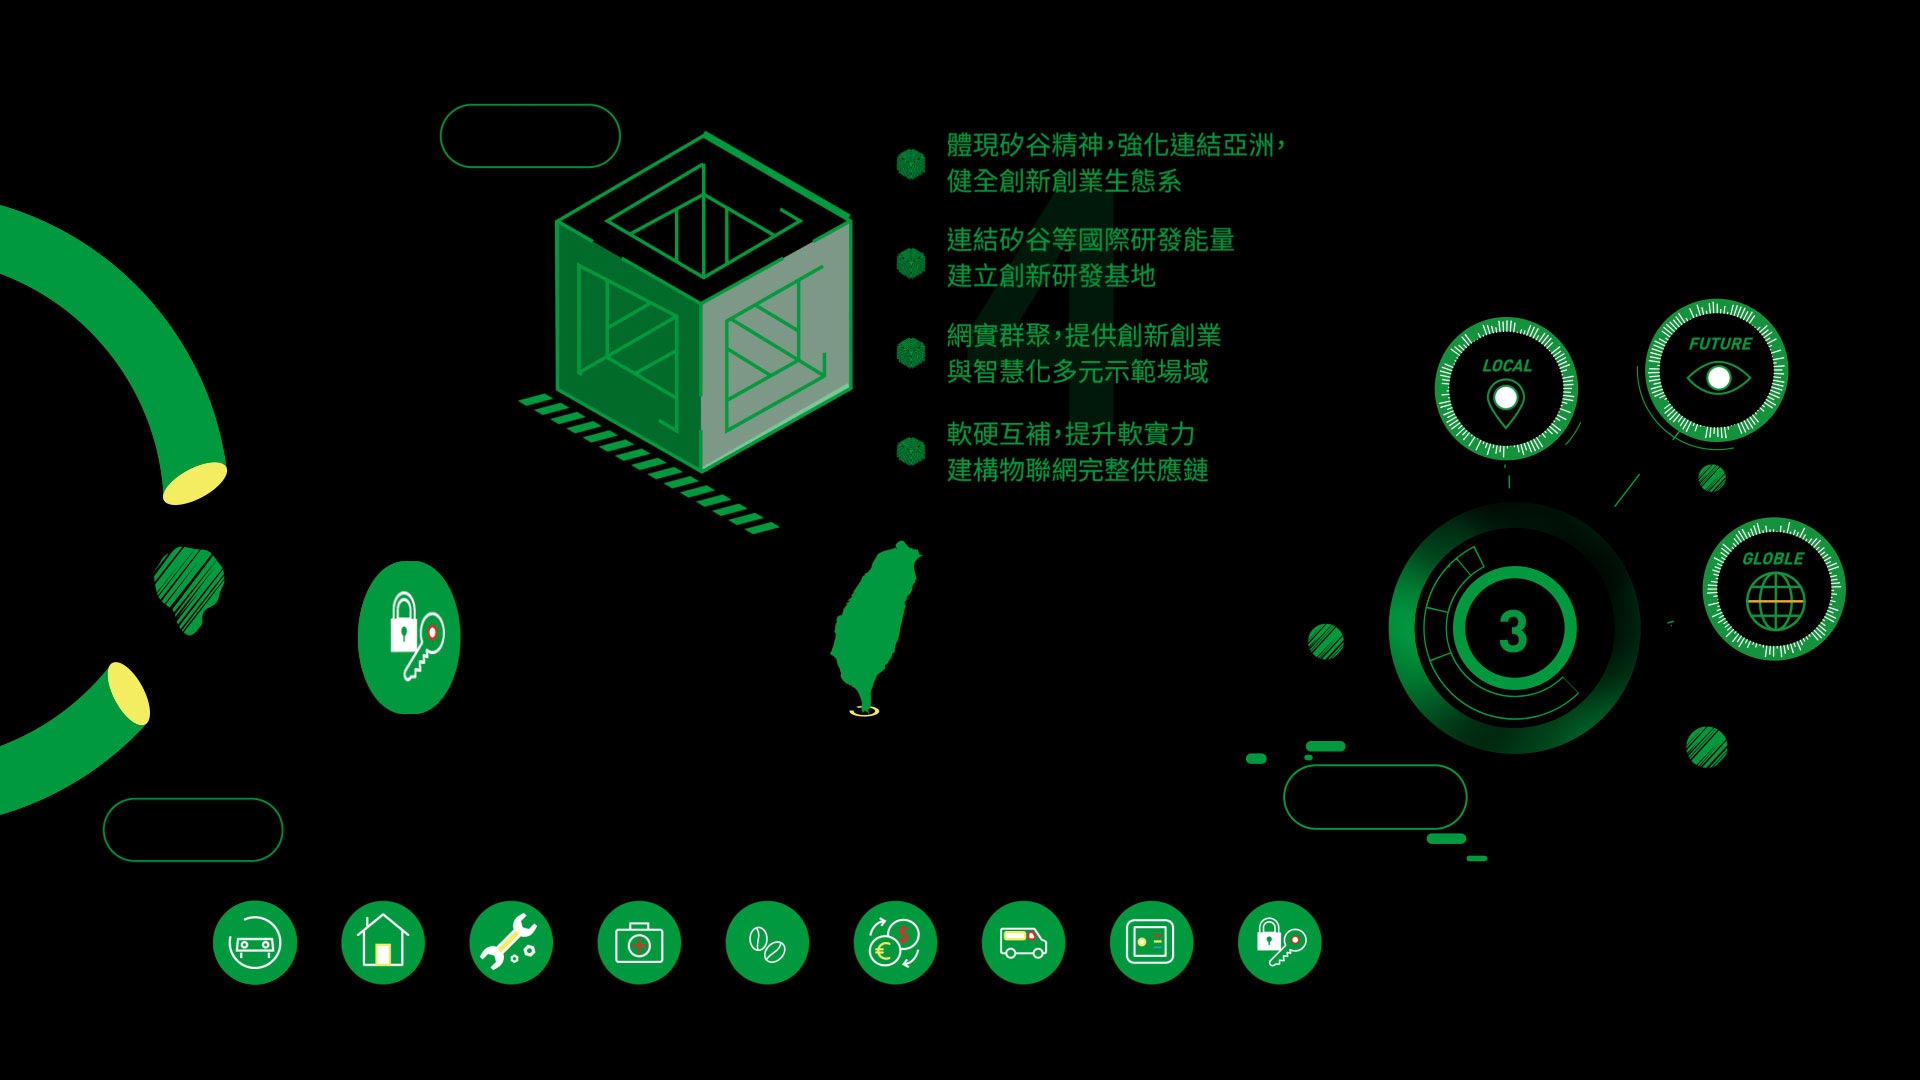 體現矽谷精神，強化連結亞洲，
健全創新創業生態系
連結矽谷等國際研發能量
建立創新研發基地
網實群聚，提供創新創業
與智慧化多元示範場域
軟硬互補，提升軟實力
建構物聯網完整供應鏈
4
LOCAL
FUTURE
GLOBLE
3
$
€